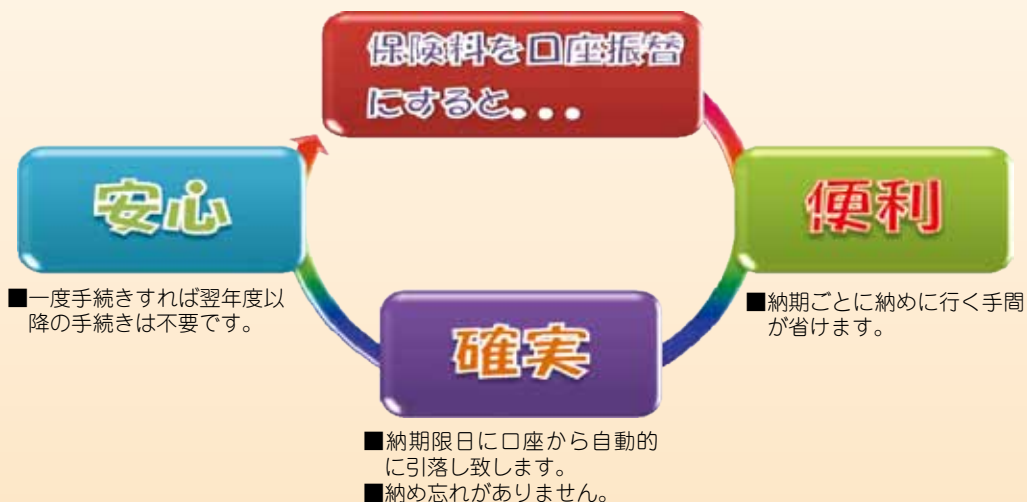 保険料を口座振替
にすると...
便利
■納期ごとに納めに行く手間
が省けます。
確実
■納期限日に口座から自動的
に引落し致します。
■納め忘れがありません。
安心
■一度手続きすれば翌年度以
降の手続きは不要です。